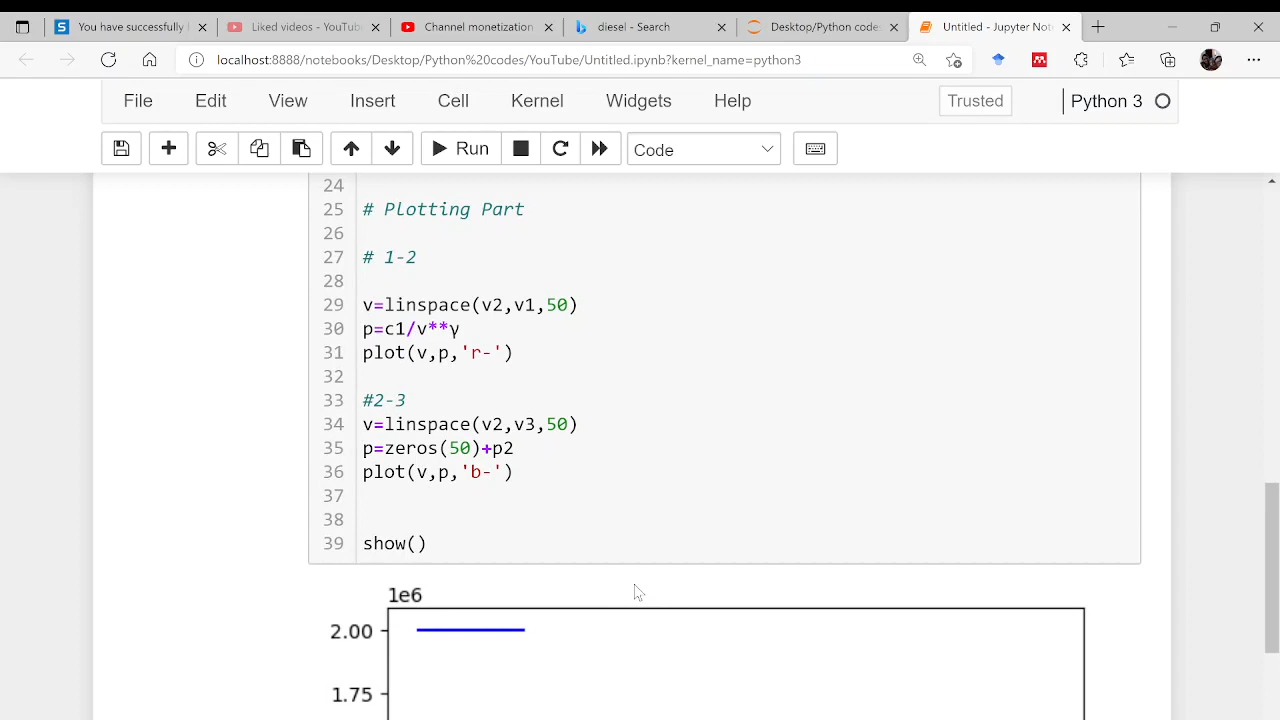 You have successfully
Liked videos - YouTu
Channel monetization
diesel - Search
Desktop/Python code
Untitled - Jupyter Not
localhost:8888/notebooks/Desktop/Python%20codes/YouTube/Untitled.ipynb?kernel_name=python3
File Edit View Insert Cell Kernel Widgets Help Trusted Python 3
Run Code
24
25 # Plotting Part
26
27 # 1-2
28
29 v=linspace(v2,v1,50)
30 p=c1/v**γ
31 plot(v,p,'r-')
32
33 #2-3
34 v=linspace(v2,v3,50)
35 p=zeros(50)+p2
36 plot(v,p,'b-')
37
38
39 show()
1e6
2.00
1.75